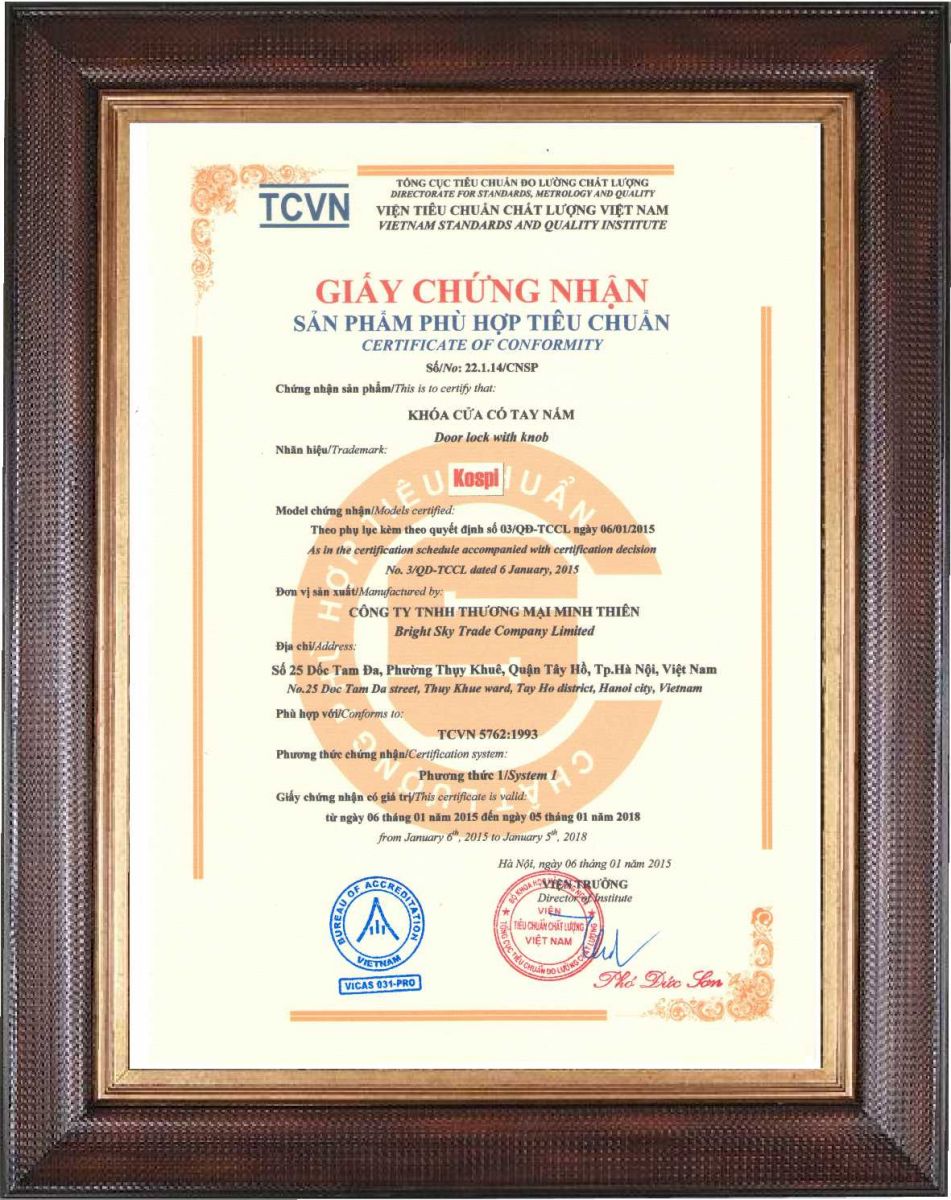 TCVN
TỔNG CỤC TIÊU CHUẨN ĐO LƯỜNG CHẤT LƯỢNG
DIRECTORATE FOR STANDARDS, METROLOGY AND QUALITY
VIỆN TIÊU CHUẨN CHẤT LƯỢNG VIỆT NAM
VIETNAM STANDARDS AND QUALITY INSTITUTE
GIẤY CHỨNG NHẬN
SẢN PHẨM PHÙ HỢP TIÊU CHUẨN
CERTIFICATE OF CONFORMITY
Số/No: 22.1.14/CNSP
Chứng nhận sản phẩm/This is to certify that:
KHÓA CỬA CÓ TAY NẮM
Door lock with knob
Nhãn hiệu/Trademark:
Kospi
Model chứng nhận/Models certified:
Theo phụ lục kèm theo quyết định số 03/QĐ-TCCL ngày 06/01/2015
As in the certification schedule accompanied with certification decision
No. 3/QD-TCCL dated 6 January, 2015
Đơn vị sản xuất/Manufactured by:
CÔNG TY TNHH THƯƠNG MẠI MINH THIÊN
Bright Sky Trade Company Limited
Địa chỉ/Address:
Số 25 Dốc Tam Đa, Phường Thụy Khuê, Quận Tây Hồ, Tp.Hà Nội, Việt Nam
No.25 Doc Tam Da street, Thuy Khue ward, Tay Ho district, Hanoi city, Vietnam
Phù hợp với/Conforms to:
TCVN 5762:1993
Phương thức chứng nhận/Certification system:
Phương thức 1/System 1
Giấy chứng nhận có giá trị/This certificate is valid:
từ ngày 06 tháng 01 năm 2015 đến ngày 05 tháng 01 năm 2018
from January 6th, 2015 to January 5th, 2018
Hà Nội, ngày 06 tháng 01 năm 2015
VIỆN TRƯỞNG
Director of Institute
BUREAU OF ACCREDITATION
VIETNAM
VICAS 031-PRO
VIỆN
TIÊU CHUẨN CHẤT LƯỢNG
VIỆT NAM
TỔNG CỤC TIÊU CHUẨN ĐO LƯỜNG CHẤT LƯỢNG
Phó Đức Sơn